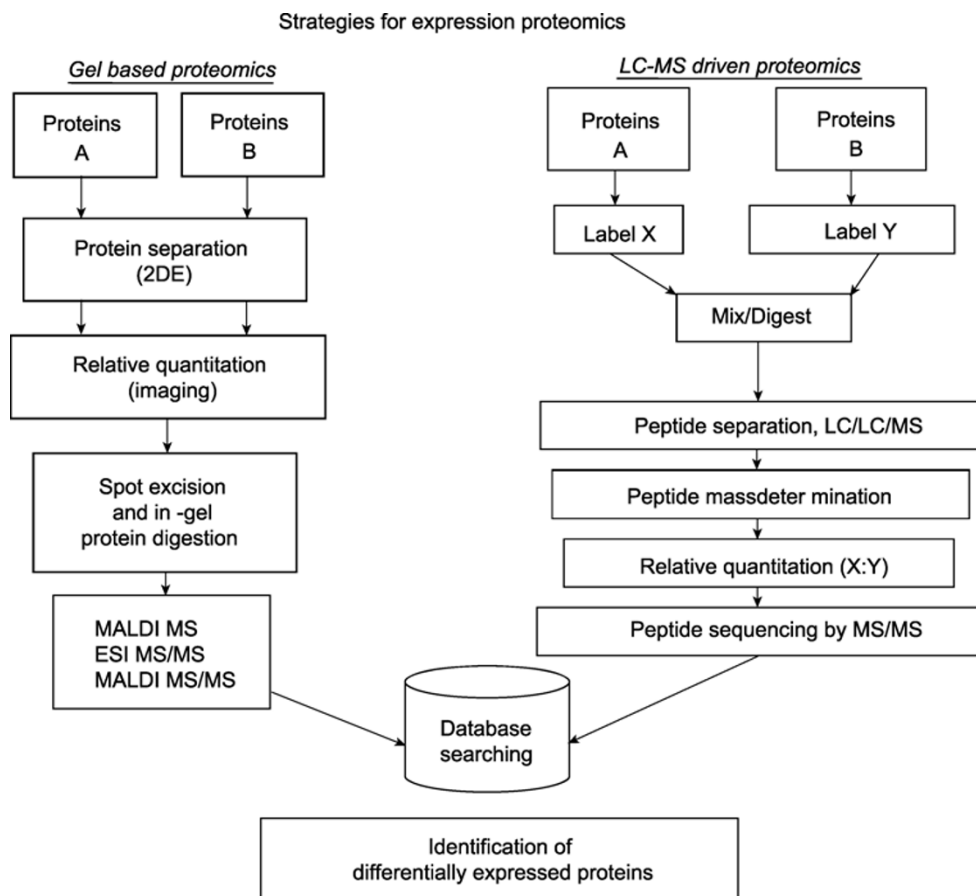 Strategies for expression proteomics
Gel based proteomics
Proteins
A
Proteins
B
Protein separation
(2DE)
Relative quantitation
(imaging)
Spot excision
and in -gel
protein digestion
MALDI MS
ESI MS/MS
MALDI MS/MS
LC-MS driven proteomics
Proteins
A
Proteins
B
Label X
Label Y
Mix/Digest
Peptide separation, LC/LC/MS
Peptide massdeter mination
Relative quantitation (X:Y)
Peptide sequencing by MS/MS
Database
searching
Identification of
differentially expressed proteins